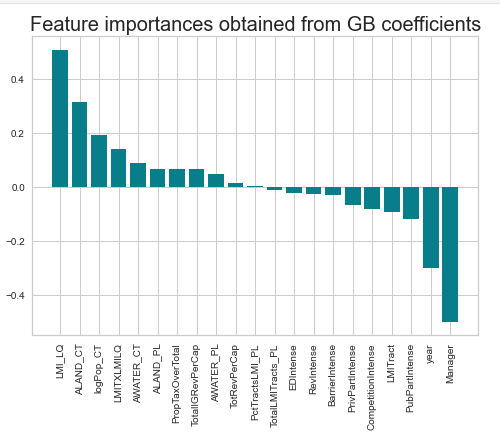 Feature importances obtained from GB coefficients
0.4
0.2
0.0
−0.2
−0.4
LMI_LQ
ALAND_CT
logPop_CT
LMITXLMILQ
AWATER_CT
ALAND_PL
PropTaxOverTotal
TotalIGRevPerCap
AWATER_PL
TotRevPerCap
PctTractsLMI_PL
TotalLMITracts_PL
EDIntense
RevIntense
BarrierIntense
PrivPartIntense
CompetitionIntense
LMITract
PubPartIntense
year
Manager